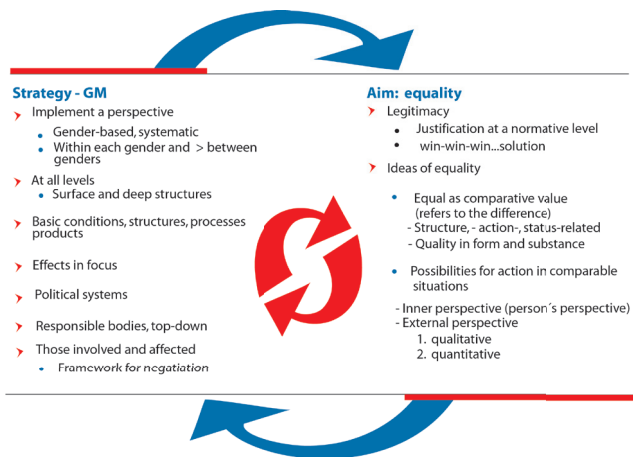 Strategy - GM
Implement a perspective
Gender-based, systematic
Within each gender and > between
genders
At all levels
Surface and deep structures
Basic conditions, structures, processes
products
Effects in focus
Political systems
Responsible bodies, top-down
Those involved and affected
Framework for negatiation
Aim: equality
Legitimacy
Justification at a normative level
win-win-win...solution
Ideas of equality
Equal as comparative value
(refers to the difference)
- Structure, - action-, status-related
- Quality in form and substance
Possibilities for action in comparable
situations
- Inner perspective (person´s perspective)
- External perspective
1. qualitative
2. quantitative